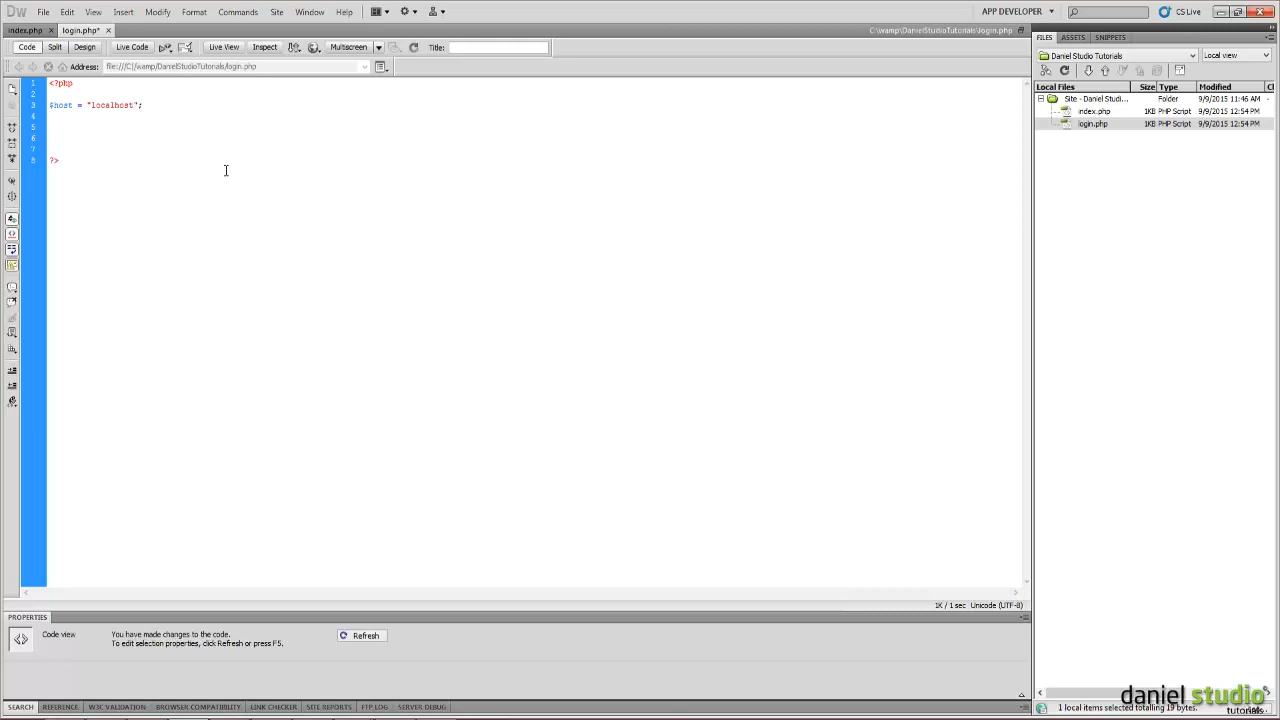 Dw File Edit View Insert Modify Format Commands Site Window Help APP DEVELOPER CS Live
index.php login.php* C:\wamp\DanielStudioTutorials\login.php
Code Split Design Live Code Live View Inspect Multiscreen Title:
Address: file:///C|/wamp/DanielStudioTutorials/login.php
1 <?php
2
3 $host = "localhost";
4
5
6
7
8 ?>
1K / 1 sec Unicode (UTF-8)
PROPERTIES
Code view You have made changes to the code. Refresh
To edit selection properties, click Refresh or press F5.
SEARCH REFERENCE W3C VALIDATION BROWSER COMPATIBILITY LINK CHECKER SITE REPORTS FTP LOG SERVER DEBUG
FILES ASSETS SNIPPETS
Daniel Studio Tutorials Local view
Local Files Size Type Modified
Site - Daniel Studi... Folder 9/9/2015 11:46 AM -
index.php 1KB PHP Script 9/9/2015 12:54 PM
login.php 1KB PHP Script 9/9/2015 12:54 PM
1 local items selected totalling 19 bytes.
daniel studio
tutorials